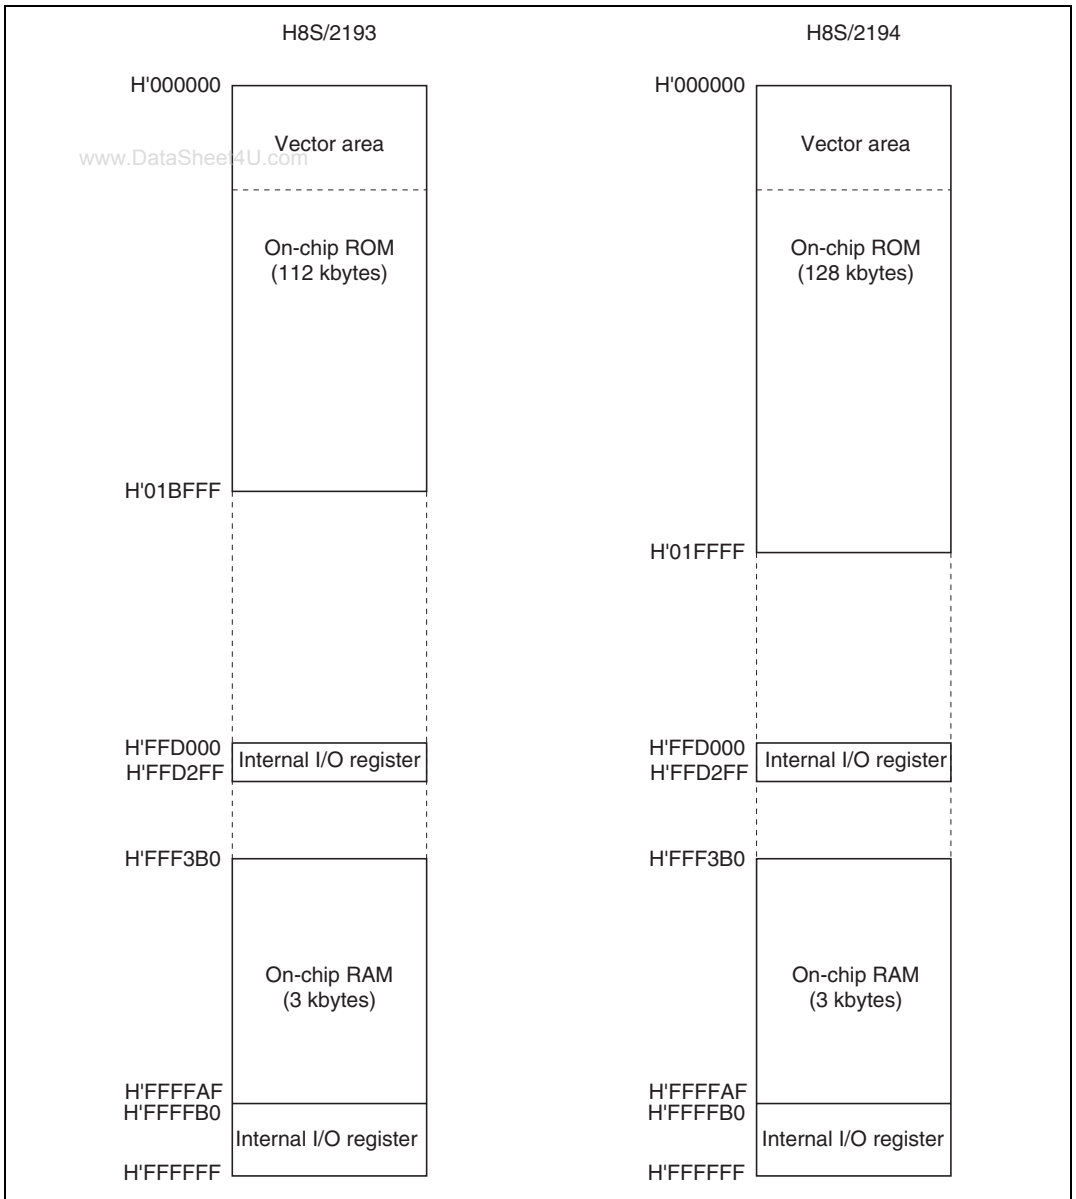 H8S/2193
H'000000
Vector area
www.DataSheet4U.com
On-chip ROM
(112 kbytes)
H'01BFFF
H'FFD000
Internal I/O register
H'FFD2FF
H'FFF3B0
On-chip RAM
(3 kbytes)
H'FFFFAF
H'FFFFB0
Internal I/O register
H'FFFFFF
H8S/2194
H'000000
Vector area
On-chip ROM
(128 kbytes)
H'01FFFF
H'FFD000
Internal I/O register
H'FFD2FF
H'FFF3B0
On-chip RAM
(3 kbytes)
H'FFFFAF
H'FFFFB0
Internal I/O register
H'FFFFFF